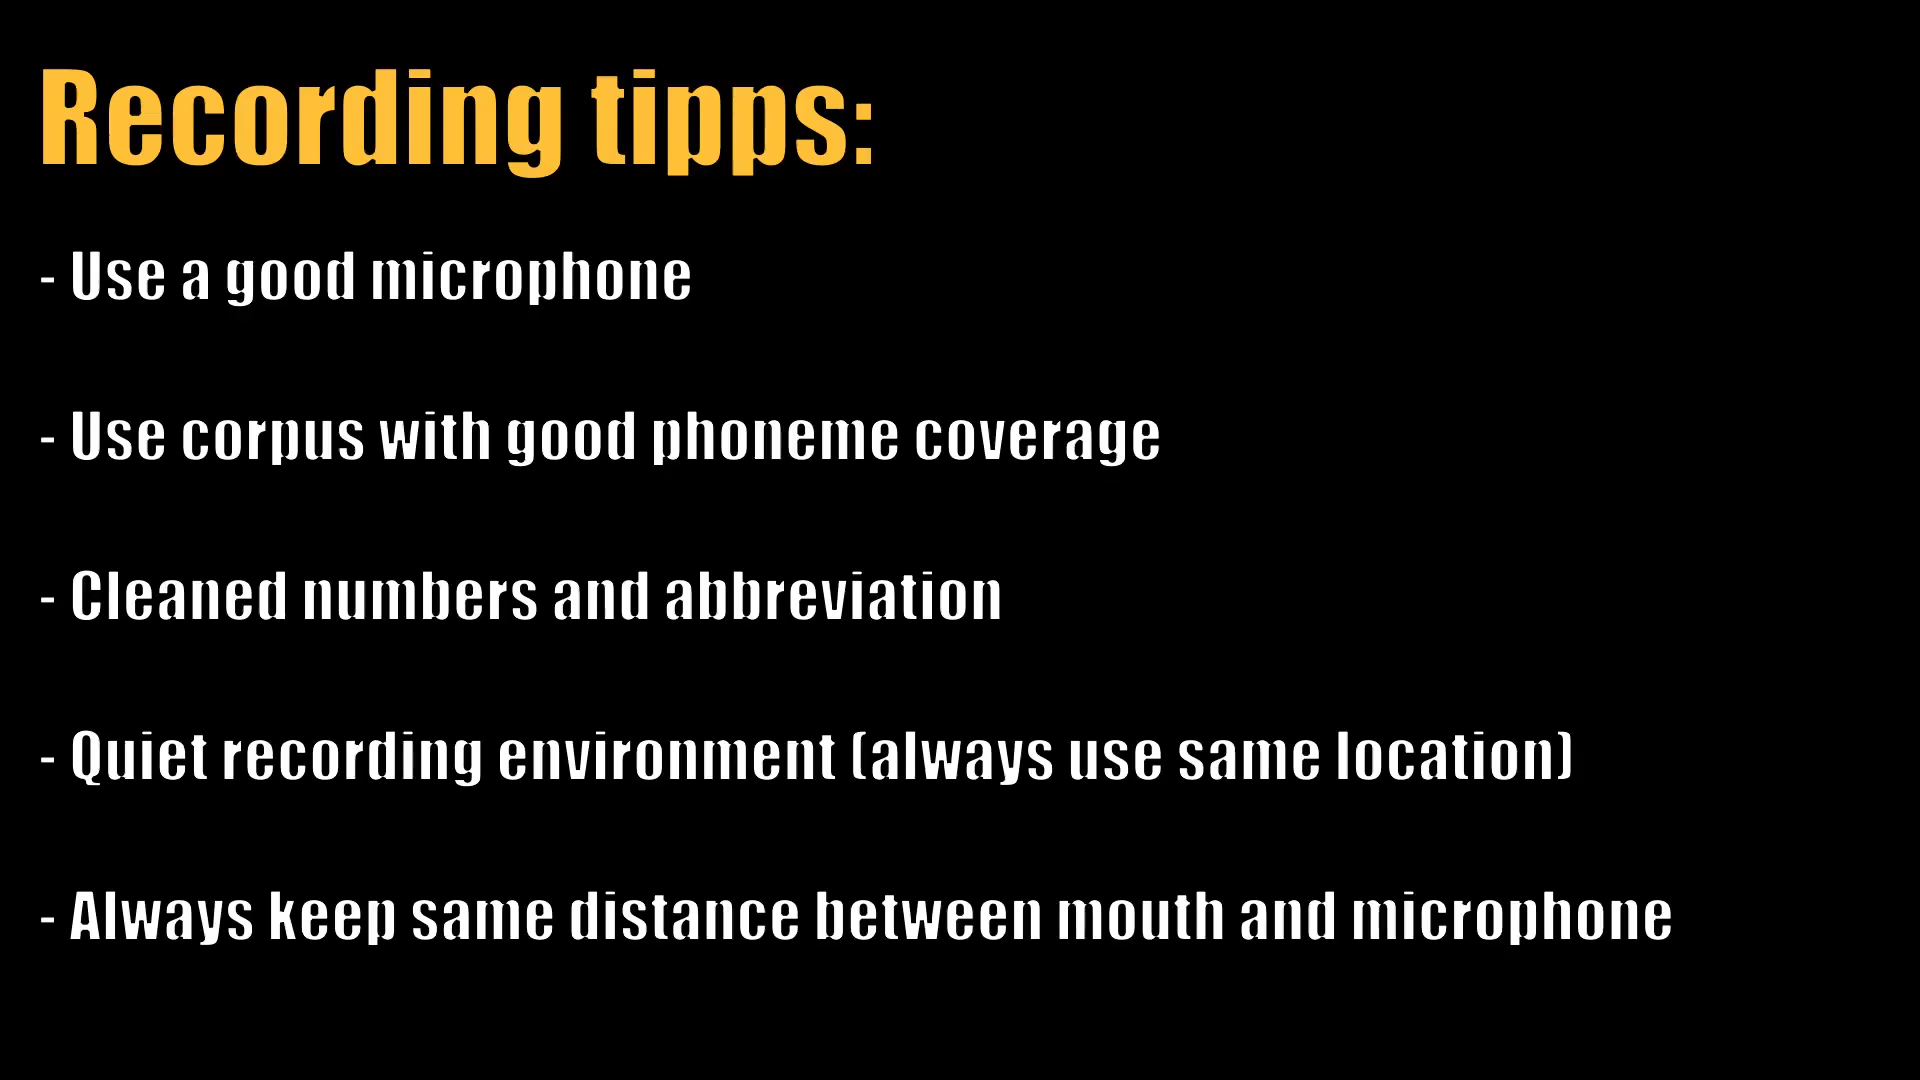 Recording tipps:
- Use a good microphone
- Use corpus with good phoneme coverage
- Cleaned numbers and abbreviation
- Quiet recording environment (always use same location)
- Always keep same distance between mouth and microphone